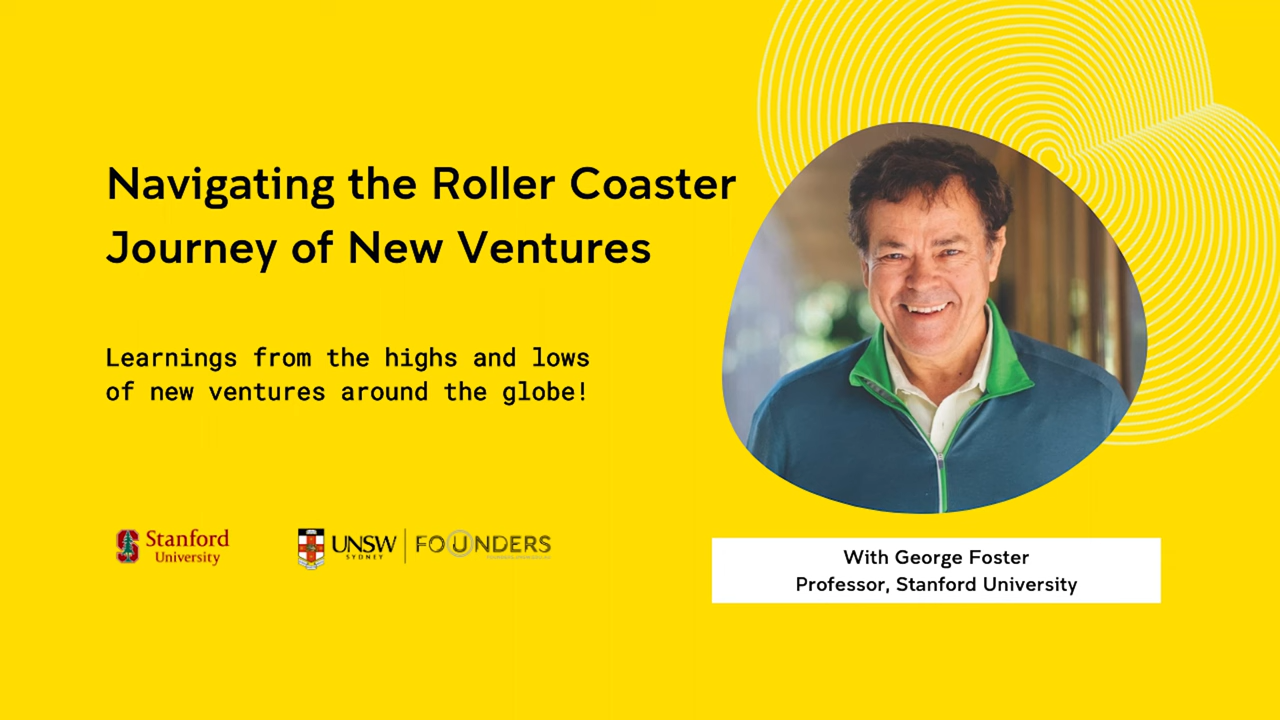 Navigating the Roller Coaster
Journey of New Ventures
Learnings from the highs and lows
of new ventures around the globe!
Stanford
University
UNSW
SYDNEY
FOUNDERS
With George Foster
Professor, Stanford University